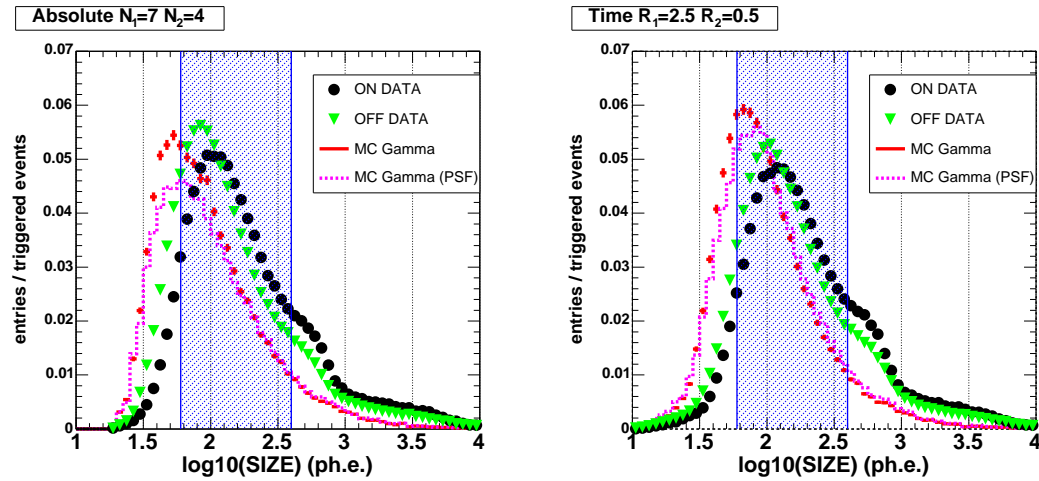 Absolute N1=7 N2=4
entries / triggered events
0.07
0.06
0.05
0.04
0.03
0.02
0.01
0
1
1.5
2
2.5
3
3.5
4
log10(SIZE) (ph.e.)
ON DATA
OFF DATA
MC Gamma
MC Gamma (PSF)
Time R1=2.5 R2=0.5
entries / triggered events
0.07
0.06
0.05
0.04
0.03
0.02
0.01
0
1
1.5
2
2.5
3
3.5
4
log10(SIZE) (ph.e.)
ON DATA
OFF DATA
MC Gamma
MC Gamma (PSF)